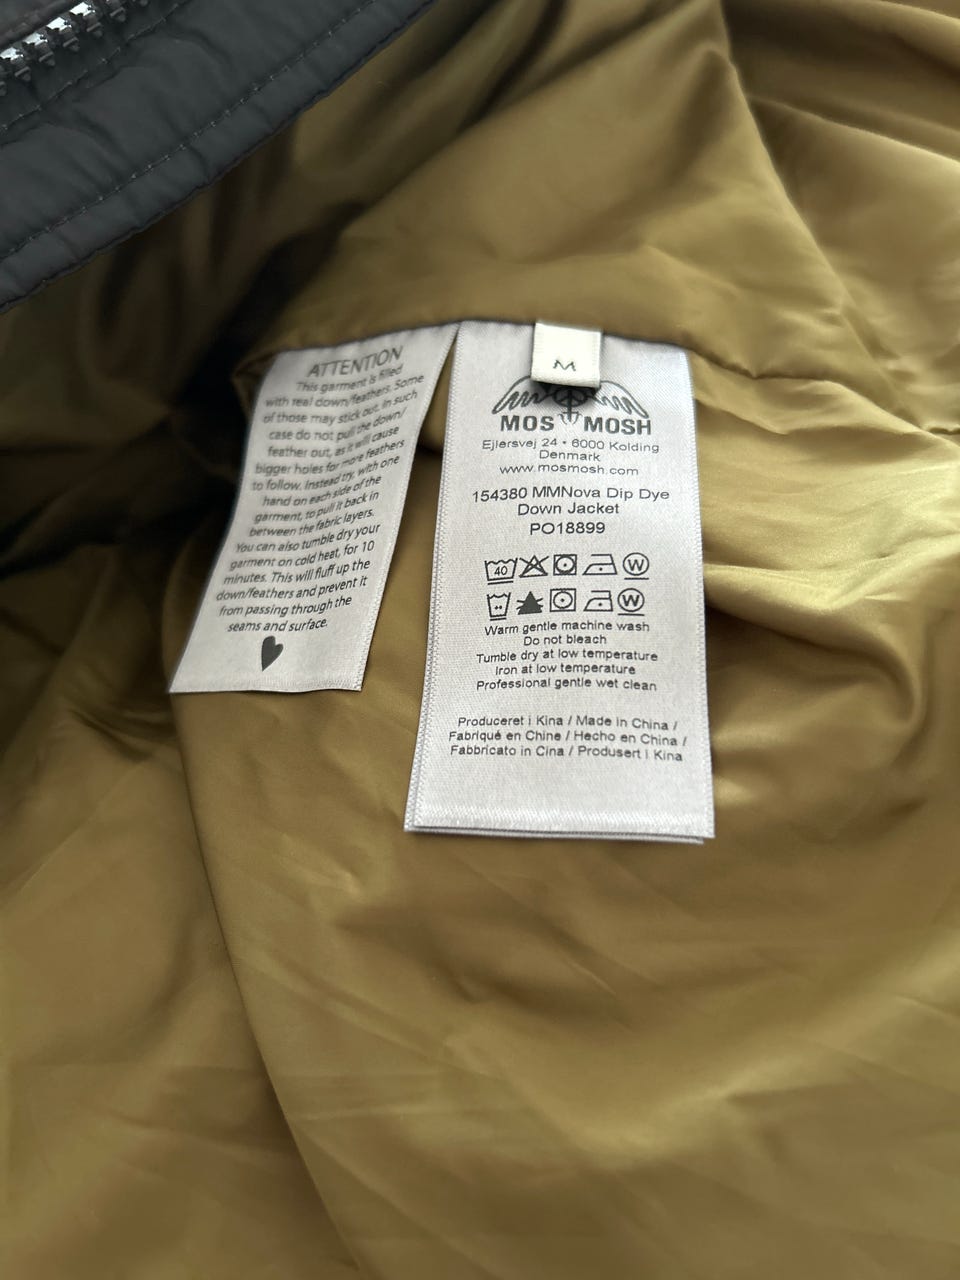 ATTENTION
This garment is filled
with real down/feathers. Some
of those may stick out. In such
case do not pull the down/
feather out, as it will cause
bigger holes for more feathers
to follow. Instead try, with one
hand on each side of the
garment, to pull it back in
between the fabric layers.
You can also tumble dry your
garment on cold heat, for 10
minutes. This will fluff up the
down/feathers and prevent it
from passing through the
seams and surface.
M
MOS MOSH
Ejlersvej 24 • 6000 Kolding
Denmark
www.mosmosh.com
154380 MMNova Dip Dye
Down Jacket
PO18899
40 W
W
Warm gentle machine wash
Do not bleach
Tumble dry at low temperature
Iron at low temperature
Professional gentle wet clean
Produceret i Kina / Made in China /
Fabriqué en Chine / Hecho en China /
Fabbricato in Cina / Produsert i Kina